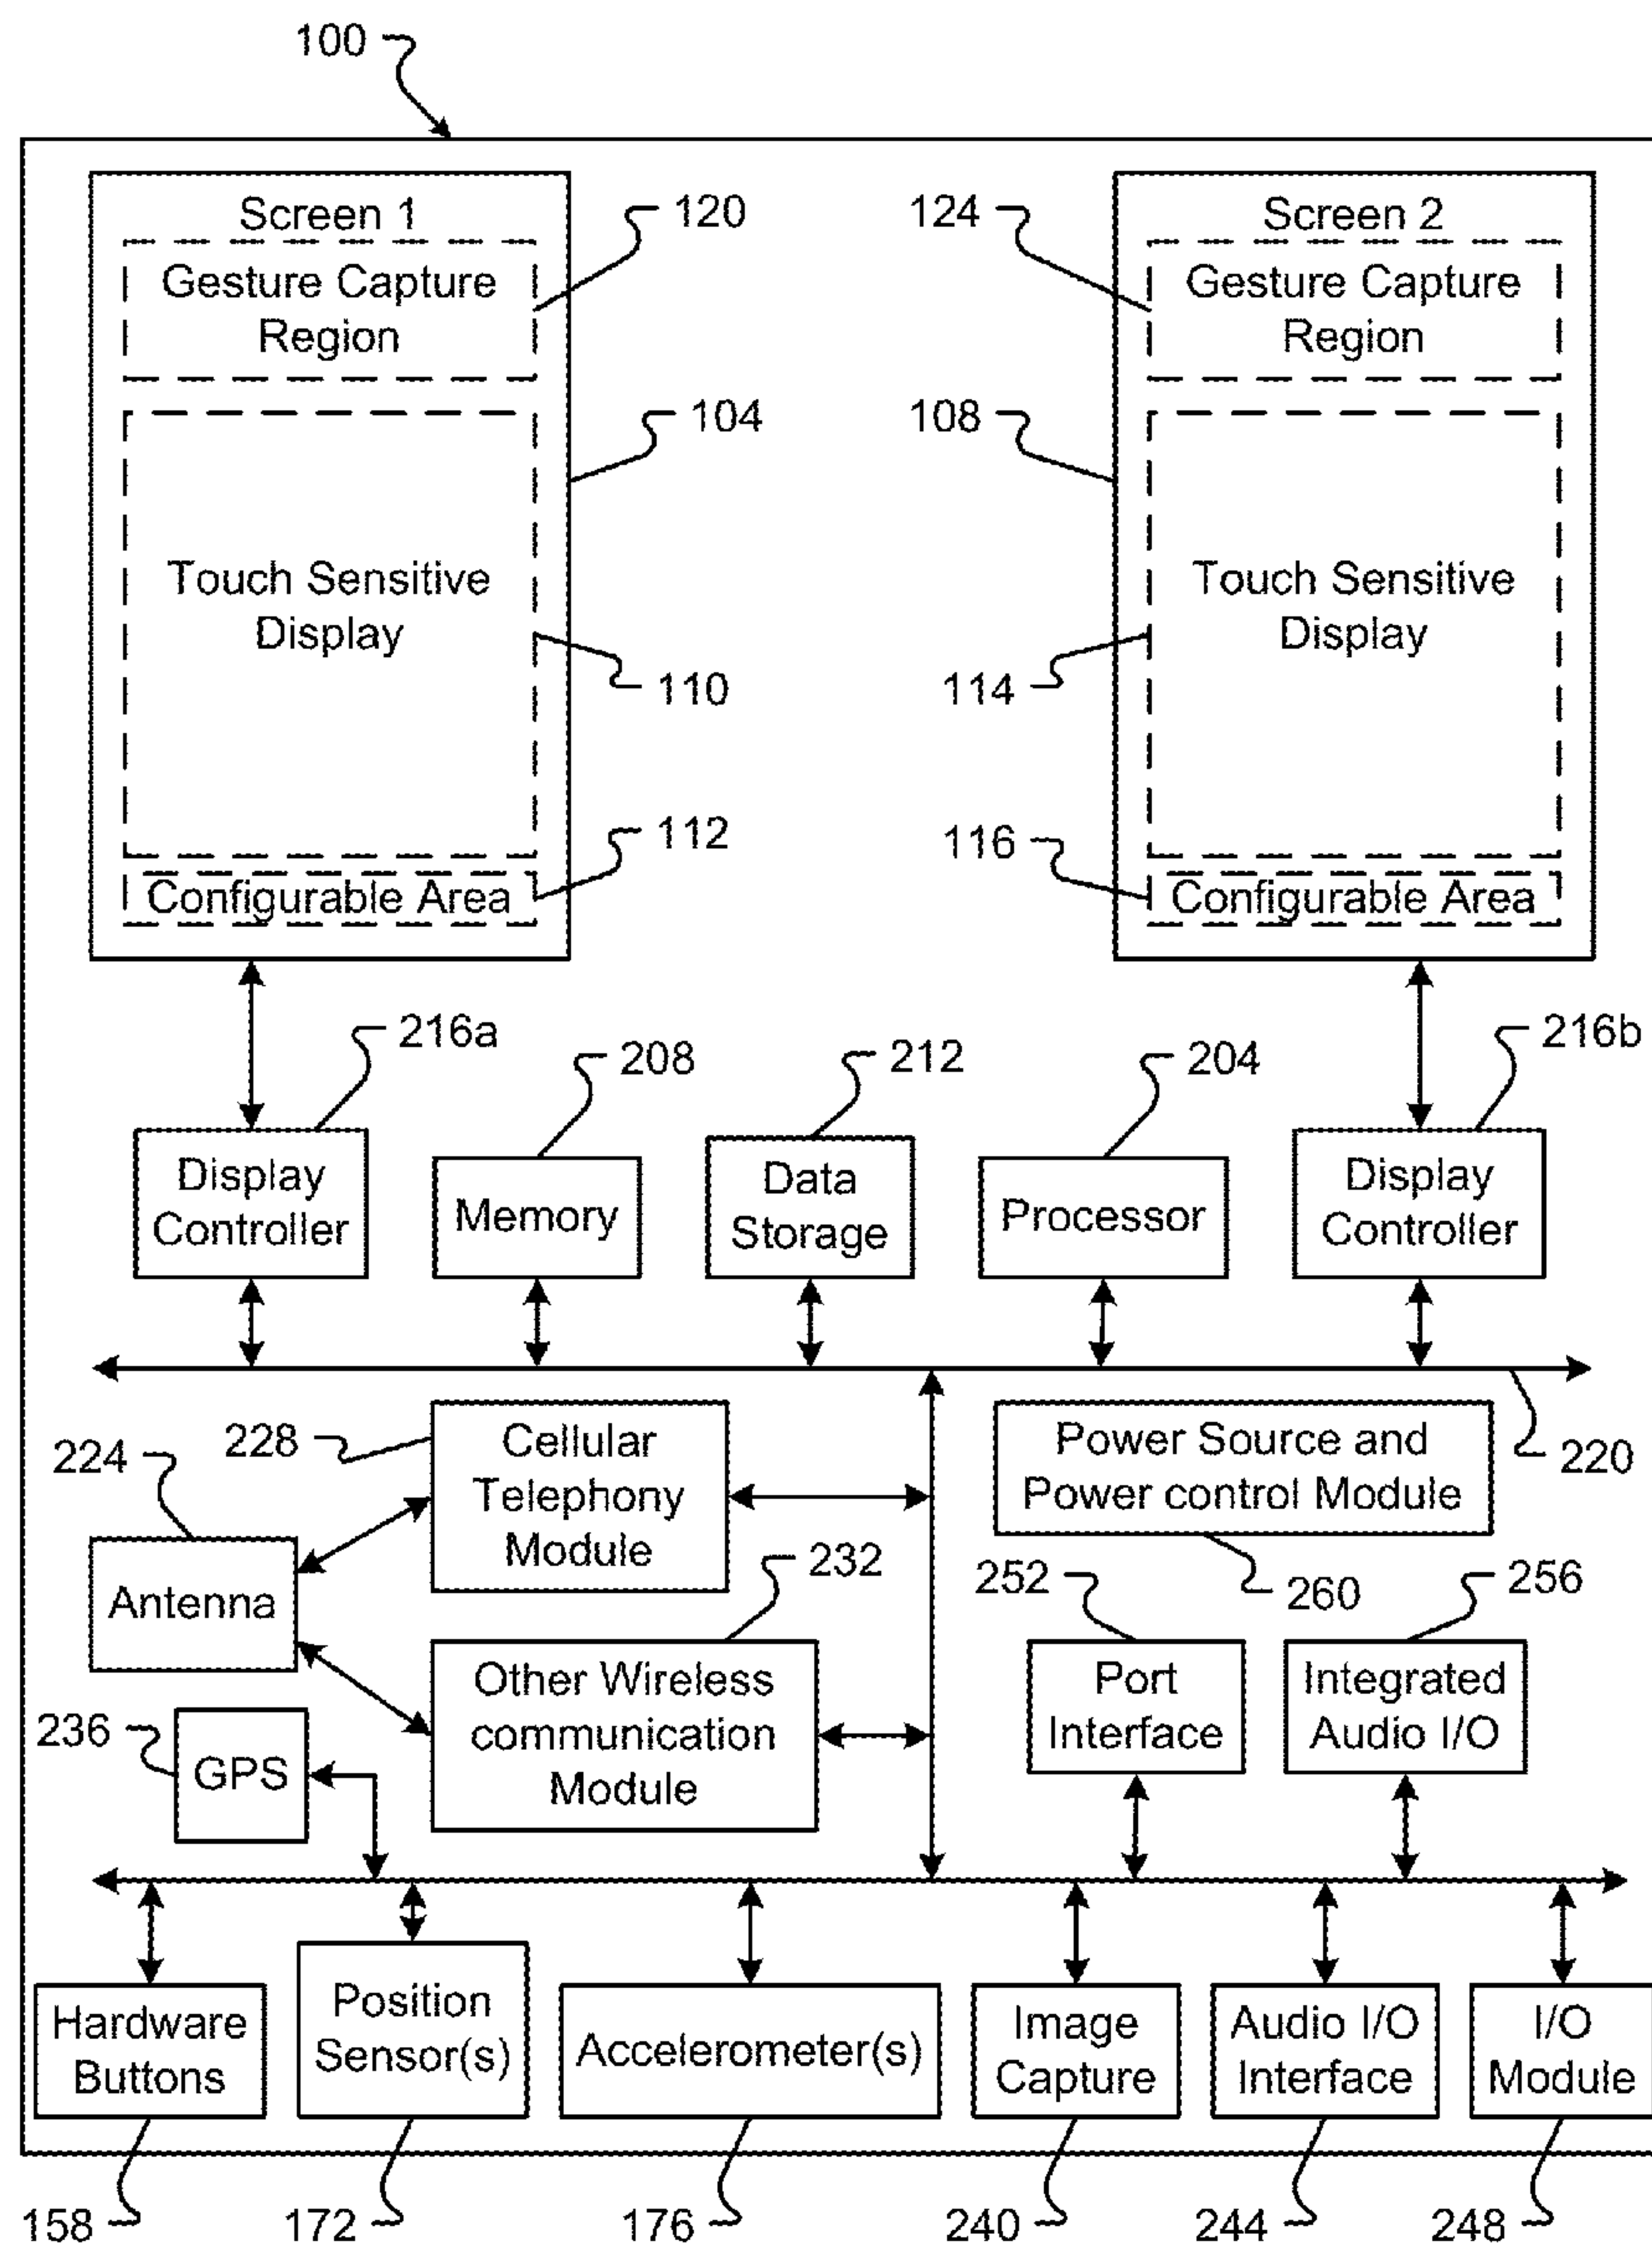 100
Screen 1
Gesture Capture
Region
120
Touch Sensitive
Display
104
110
Configurable Area
112
Screen 2
Gesture Capture
Region
124
Touch Sensitive
Display
108
114
Configurable Area
116
216a
208
212
204
216b
Display
Controller
Memory
Data
Storage
Processor
Display
Controller
220
228
Cellular
Telephony
Module
Power Source and
Power control Module
260
224
Antenna
232
Other Wireless
communication
Module
252
Port
Interface
256
Integrated
Audio I/O
236
GPS
Hardware
Buttons
Position
Sensor(s)
Accelerometer(s)
Image
Capture
Audio I/O
Interface
I/O
Module
158
172
176
240
244
248